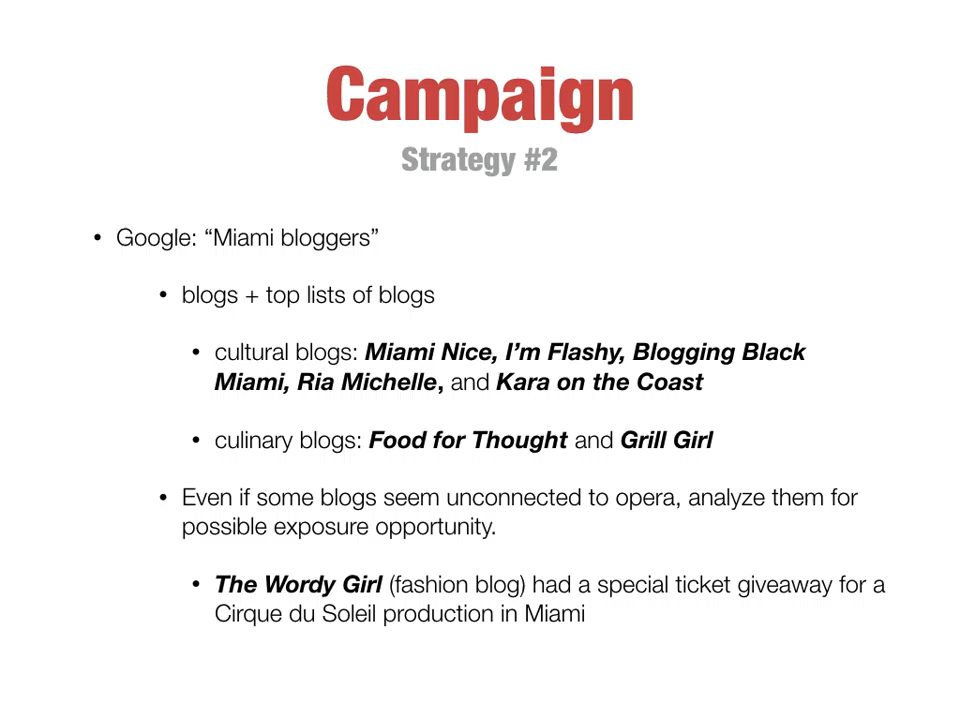 Campaign
Strategy #2
• Google: “Miami bloggers”
• blogs + top lists of blogs
• cultural blogs: Miami Nice, I’m Flashy, Blogging Black
Miami, Ria Michelle, and Kara on the Coast
• culinary blogs: Food for Thought and Grill Girl
• Even if some blogs seem unconnected to opera, analyze them for
possible exposure opportunity.
• The Wordy Girl (fashion blog) had a special ticket giveaway for a
Cirque du Soleil production in Miami